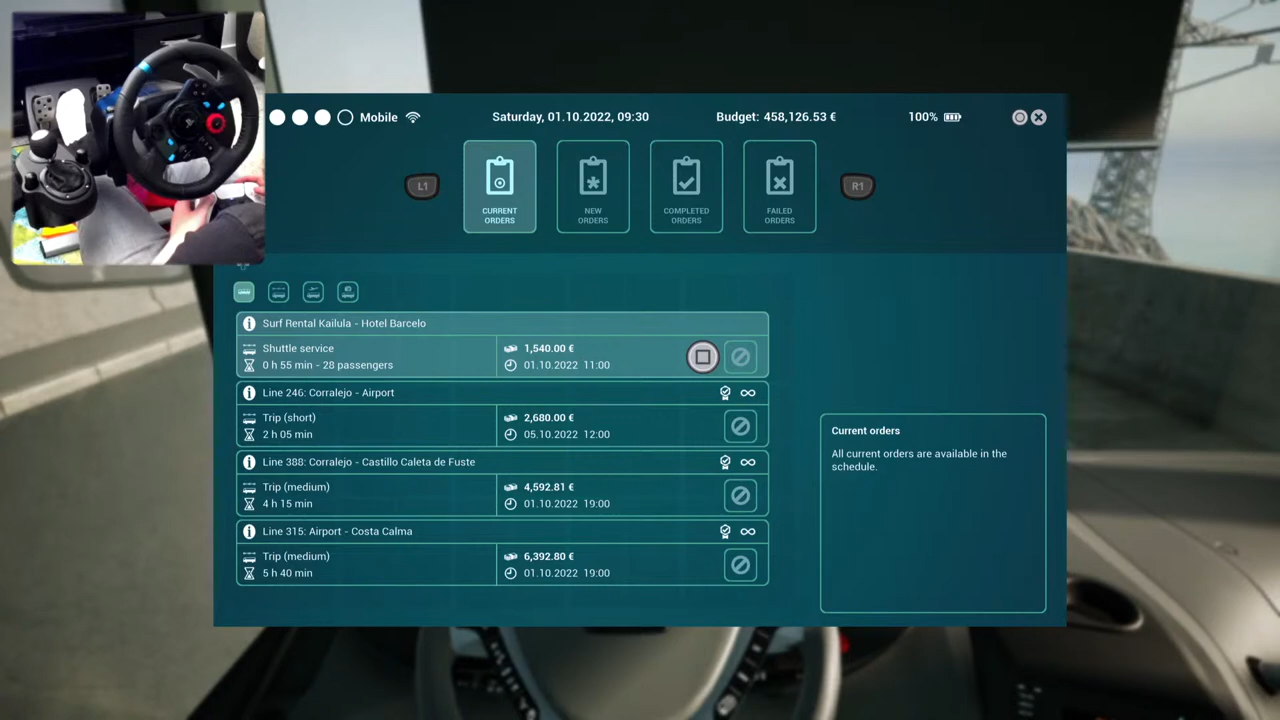 Mobile
Saturday, 01.10.2022, 09:30
Budget: 458,126.53 €
100%
L1
CURRENT
ORDERS
NEW
ORDERS
COMPLETED
ORDERS
FAILED
ORDERS
R1
Surf Rental Kailula - Hotel Barcelo
Shuttle service
1,540.00 €
0 h 55 min - 28 passengers
01.10.2022 11:00
Line 246: Corralejo - Airport
Trip (short)
2,680.00 €
2 h 05 min
05.10.2022 12:00
Line 388: Corralejo - Castillo Caleta de Fuste
Trip (medium)
4,592.81 €
4 h 15 min
01.10.2022 19:00
Line 315: Airport - Costa Calma
Trip (medium)
6,392.80 €
5 h 40 min
01.10.2022 19:00
Current orders
All current orders are available in the
schedule.